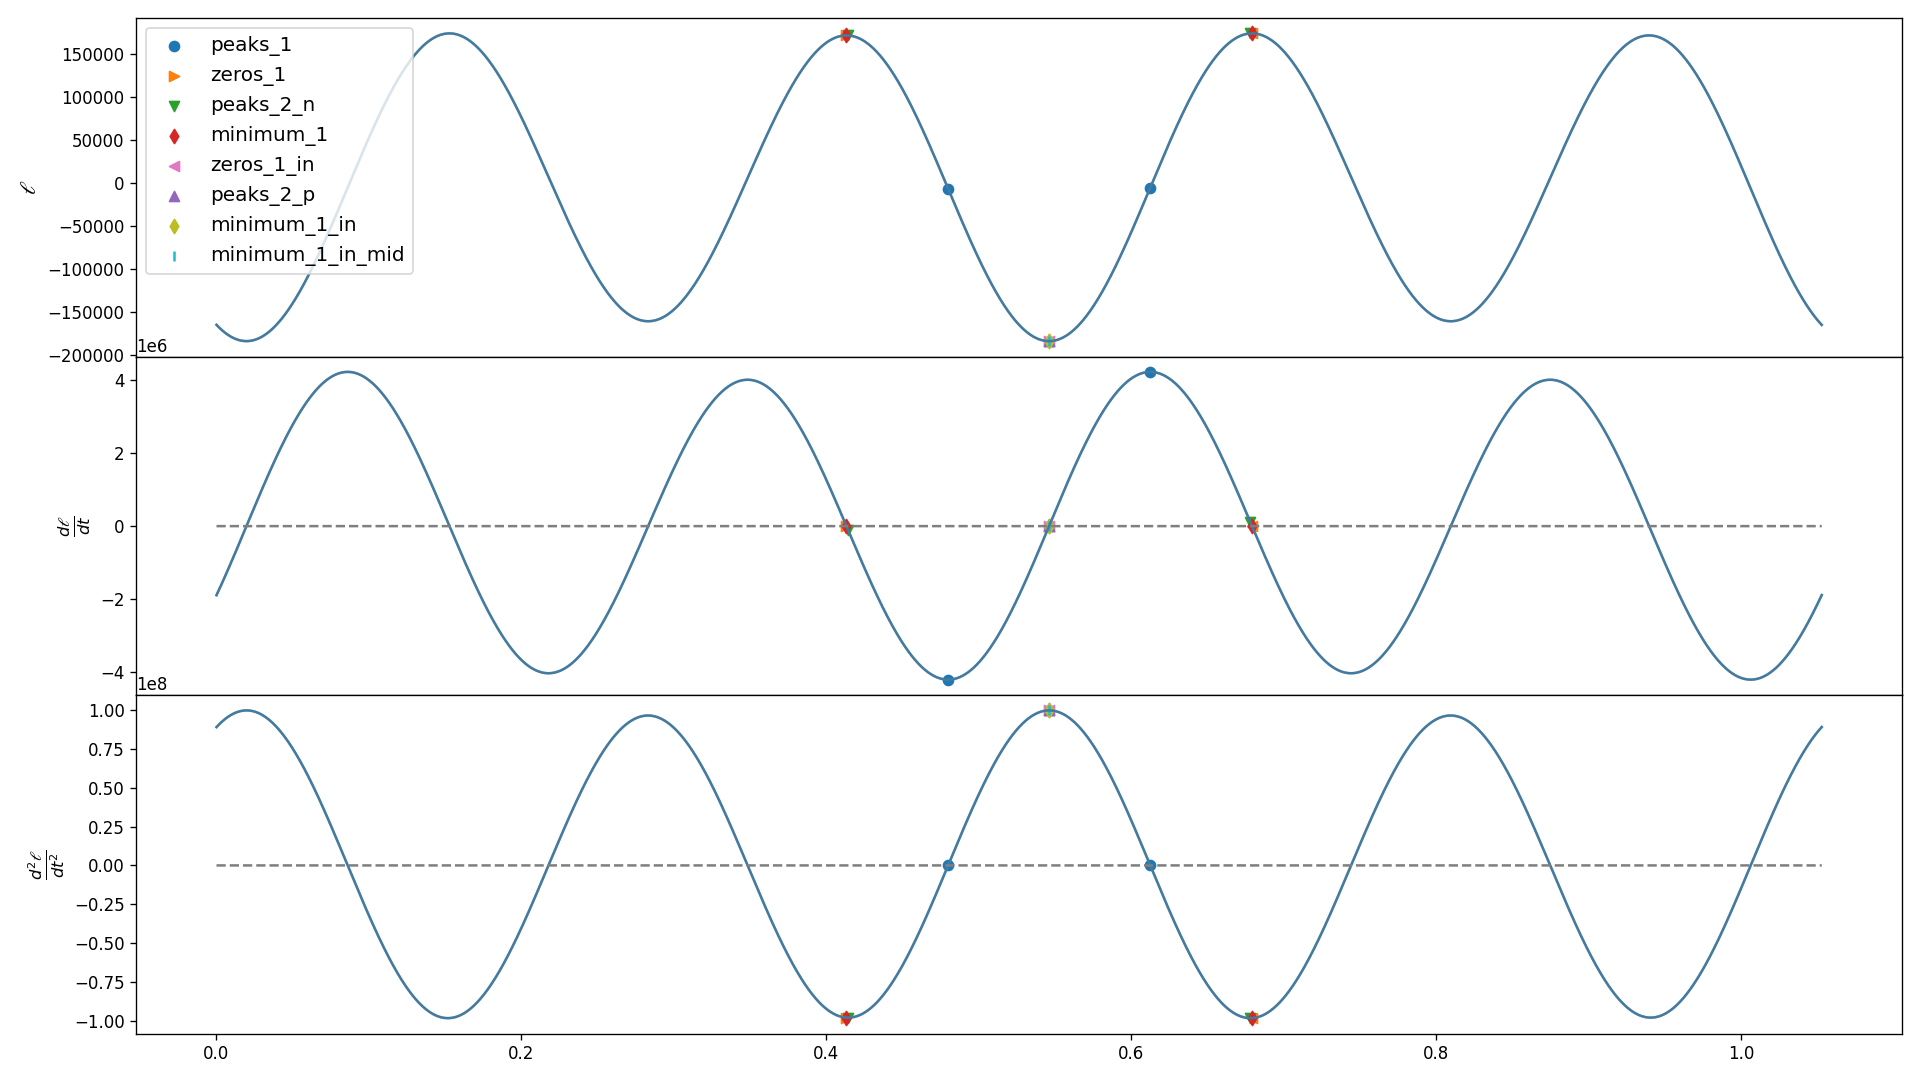 150000
100000
50000
0
−50000
−100000
−150000
−200000
ℓ
peaks_1
zeros_1
peaks_2_n
minimum_1
zeros_1_in
peaks_2_p
minimum_1_in
minimum_1_in_mid
1e6
4
2
0
−2
−4
dℓ
dt
1e8
1.00
0.75
0.50
0.25
0.00
−0.25
−0.50
−0.75
−1.00
d²ℓ
dt²
0.0 0.2 0.4 0.6 0.8 1.0